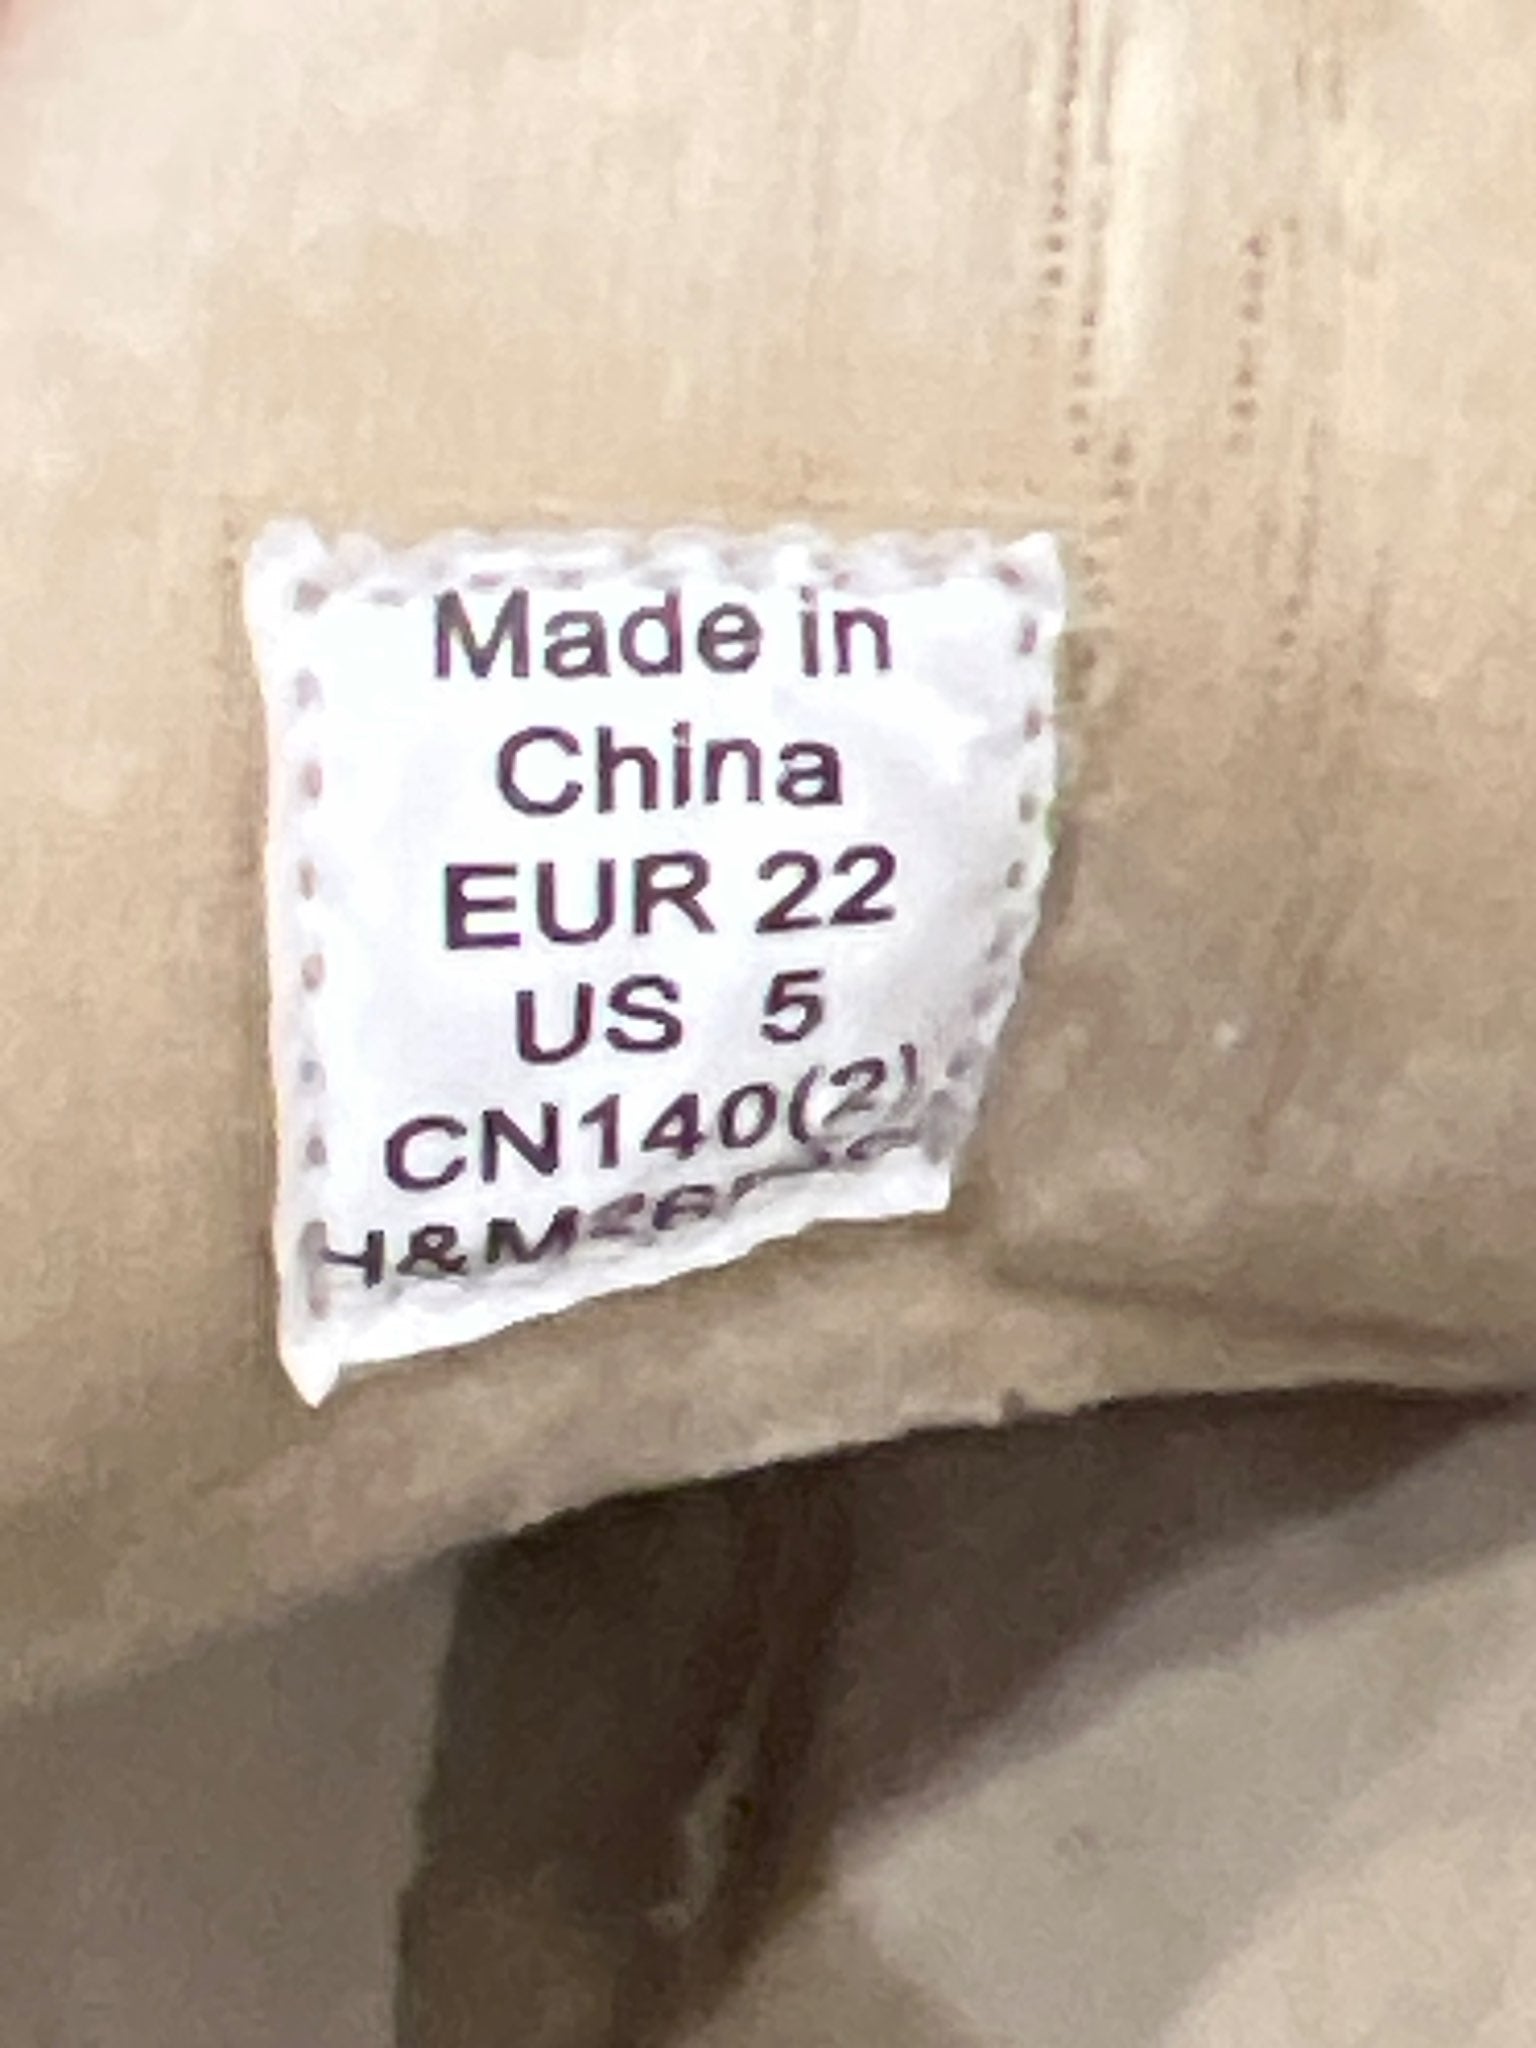 Made in
China
EUR 22
US 5
CN140(2)